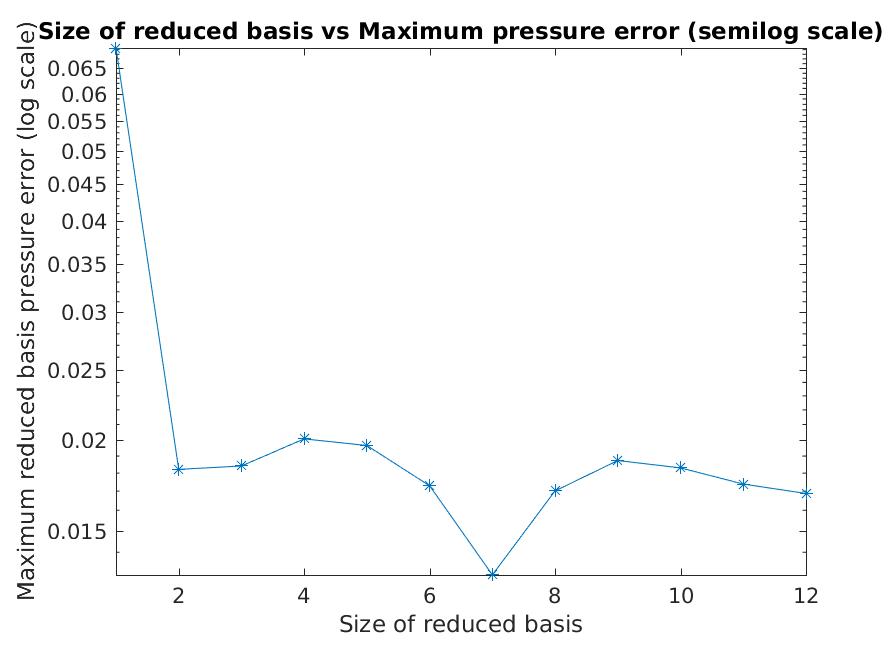 Size of reduced basis vs Maximum pressure error (semilog scale)
Maximum reduced basis pressure error (log scale)
0.065
0.06
0.055
0.05
0.045
0.04
0.035
0.03
0.025
0.02
0.015
2 4 6 8 10 12
Size of reduced basis